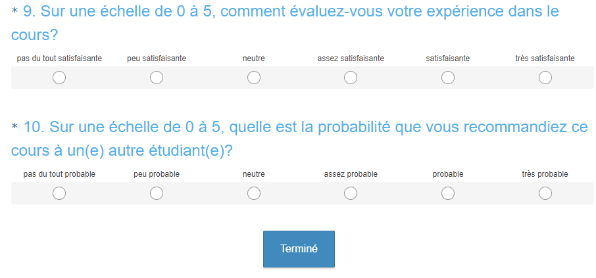 * 9. Sur une échelle de 0 à 5, comment évaluez-vous votre expérience dans le
cours?
pas du tout satisfaisante peu satisfaisante neutre assez satisfaisante satisfaisante très satisfaisante
* 10. Sur une échelle de 0 à 5, quelle est la probabilité que vous recommandiez ce
cours à un(e) autre étudiant(e)?
pas du tout probable peu probable neutre assez probable probable très probable
Terminé